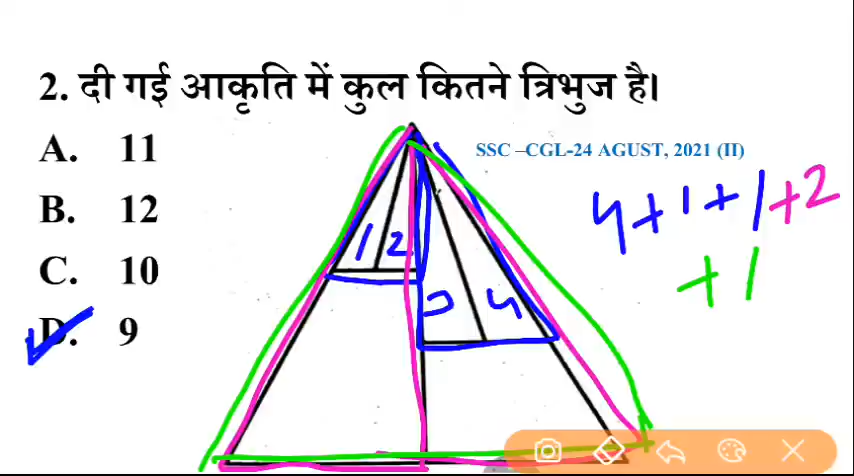 2. दी गई आकृति में कुल कितने त्रिभुज है।
A. 11
SSC –CGL-24 AGUST, 2021 (II)
B. 12
C. 10
D. 9
1 2
3 4
4+1+1+2
+1